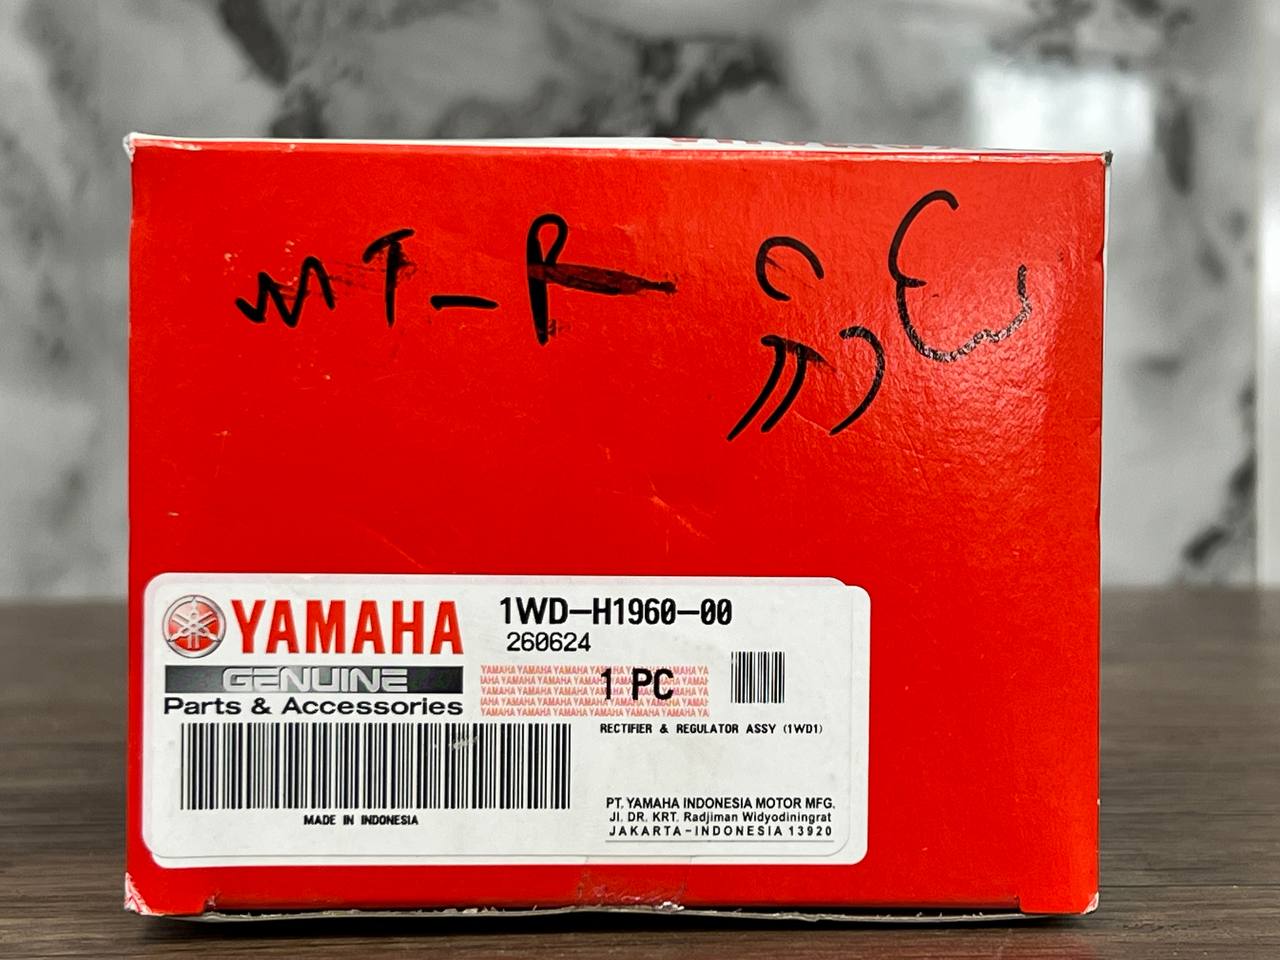 MT-R
YAMAHA
GENUINE
Parts & Accessories
1WD-H1960-00
260624
1 PC
RECTIFIER & REGULATOR ASSY (1WD1)
MADE IN INDONESIA
PT. YAMAHA INDONESIA MOTOR MFG.
Jl. DR. KRT. Radjiman Widyodiningrat
JAKARTA-INDONESIA 13920